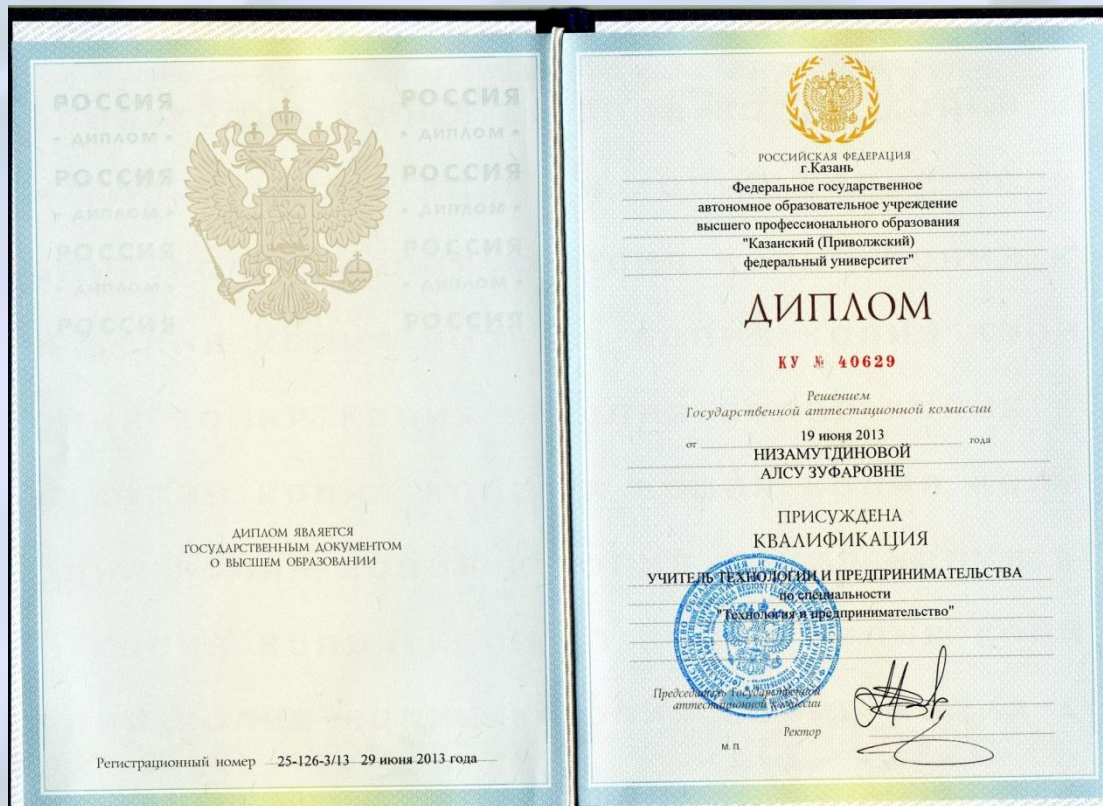 РОССИЯ РОССИЯ
• ДИПЛОМ • • ДИПЛОМ •
РОССИЯ РОССИЯ
• ДИПЛОМ • • ДИПЛОМ •
РОССИЯ РОССИЯ
• ДИПЛОМ • • ДИПЛОМ •
РОССИЯ РОССИЯ
ДИПЛОМ ЯВЛЯЕТСЯ
ГОСУДАРСТВЕННЫМ ДОКУМЕНТОМ
О ВЫСШЕМ ОБРАЗОВАНИИ
Регистрационный номер 25-126-3/13 29 июня 2013 года
РОССИЙСКАЯ ФЕДЕРАЦИЯ
г.Казань
Федеральное государственное
автономное образовательное учреждение
высшего профессионального образования
"Казанский (Приволжский)
федеральный университет"
ДИПЛОМ
КУ № 40629
Решением
Государственной аттестационной комиссии
от 19 июня 2013 года
НИЗАМУТДИНОВОЙ
АЛСУ ЗУФАРОВНЕ
ПРИСУЖДЕНА
КВАЛИФИКАЦИЯ
УЧИТЕЛЬ ТЕХНОЛОГИИ И ПРЕДПРИНИМАТЕЛЬСТВА
по специальности
"Технология и предпринимательство"
Председатель Государственной
аттестационной комиссии
Ректор
М. П.